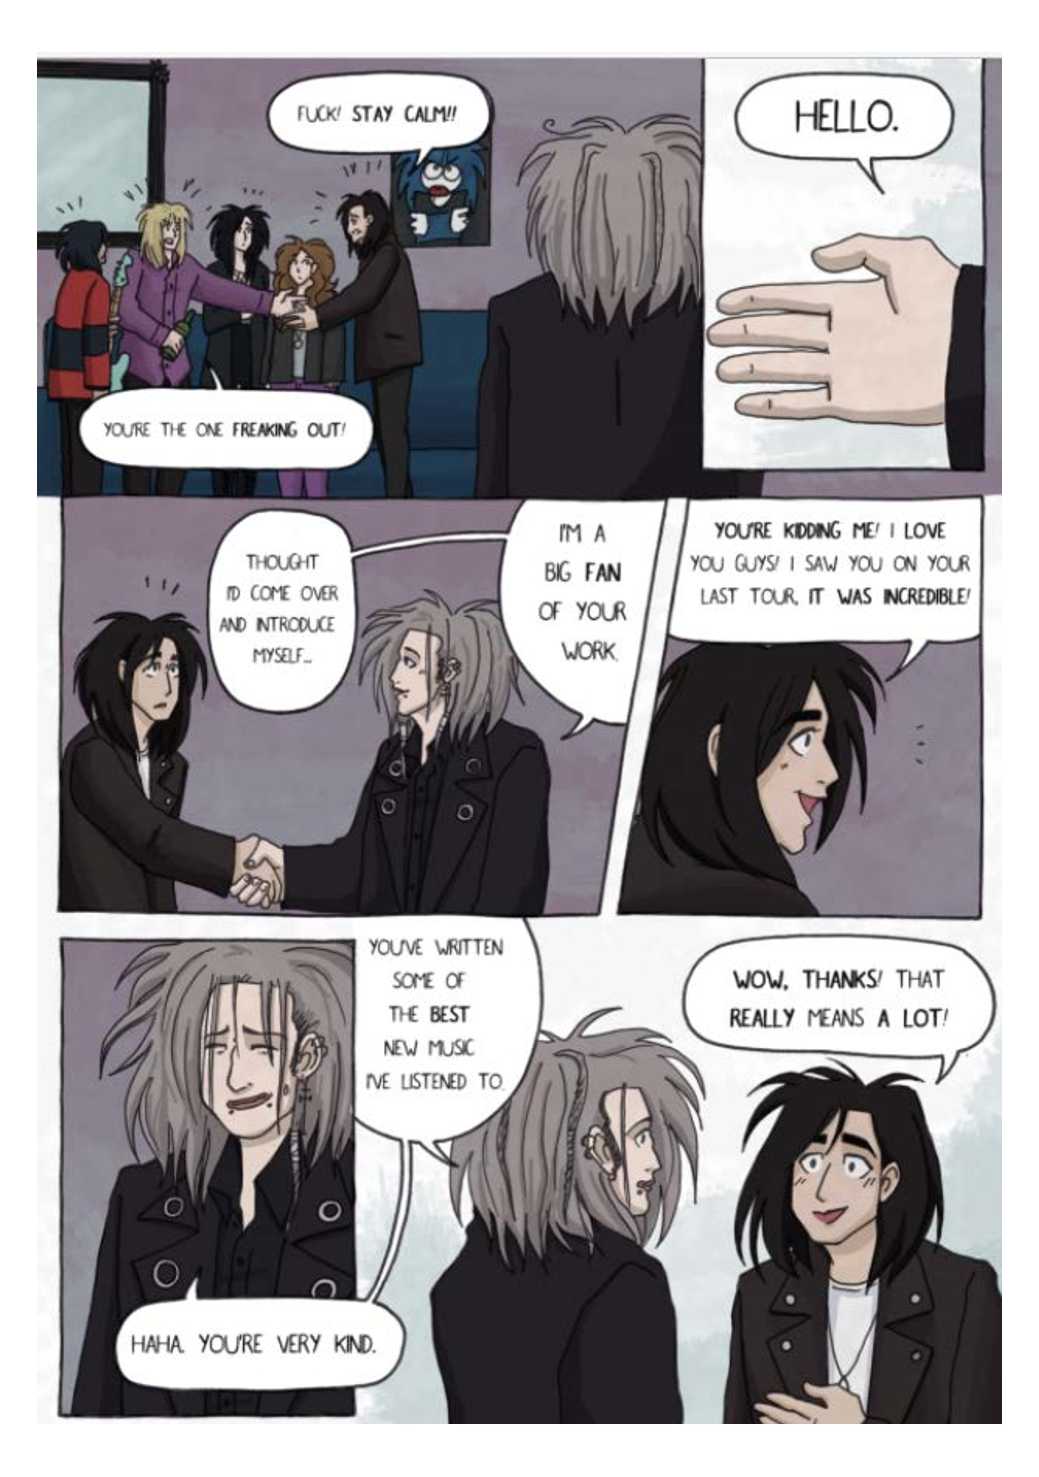 FUCK! STAY CALM!!
YOU'RE THE ONE FREAKING OUT!
HELLO.
THOUGHT
I'D COME OVER
AND INTRODUCE
MYSELF...
I'M A
BIG FAN
OF YOUR
WORK.
YOU'RE KIDDING ME! I LOVE
YOU GUYS! I SAW YOU ON YOUR
LAST TOUR, IT WAS INCREDIBLE!
HAHA. YOU'RE VERY KIND.
YOU'VE WRITTEN
SOME OF
THE BEST
NEW MUSIC
I'VE LISTENED TO.
WOW, THANKS! THAT
REALLY MEANS A LOT!